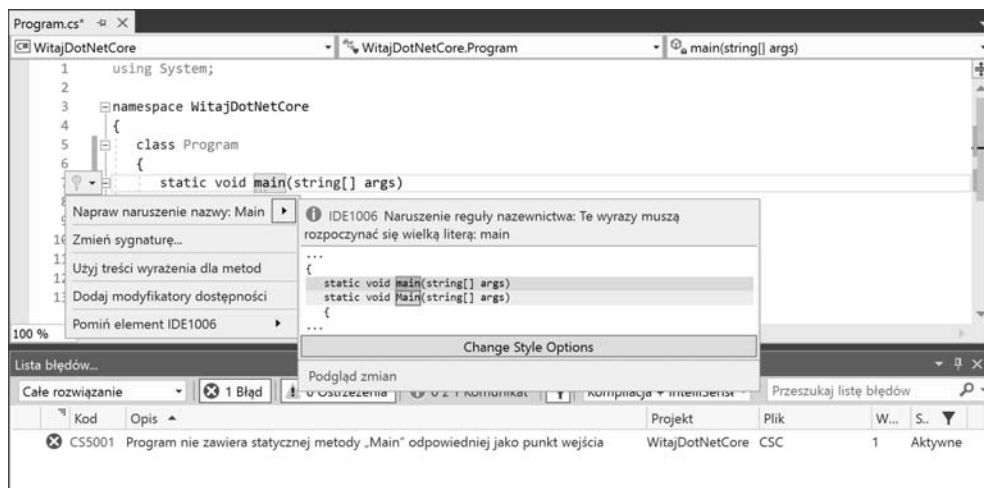 Program.cs*
WitajDotNetCore WitajDotNetCore.Program main(string[] args)
1 using System;
2
3 namespace WitajDotNetCore
4 {
5 class Program
6 {
static void main(string[] args)
Napraw naruszenie nazwy: Main
Zmień sygnaturę...
Użyj treści wyrażenia dla metod
Dodaj modyfikatory dostępności
Pomiń element IDE1006
IDE1006 Naruszenie reguły nazewnictwa: Te wyrazy muszą
rozpoczynać się wielką literą: main
...
{
static void main(string[] args)
static void Main(string[] args)
{
...
Change Style Options
Podgląd zmian
100 %
Lista błędów...
Całe rozwiązanie 1 Błąd 0 Ostrzeżenia Kompilacja + IntelliSense Przeszukaj listę błędów
Kod Opis Projekt Plik W... S..
CS5001 Program nie zawiera statycznej metody „Main” odpowiedniej jako punkt wejścia WitajDotNetCore CSC 1 Aktywne